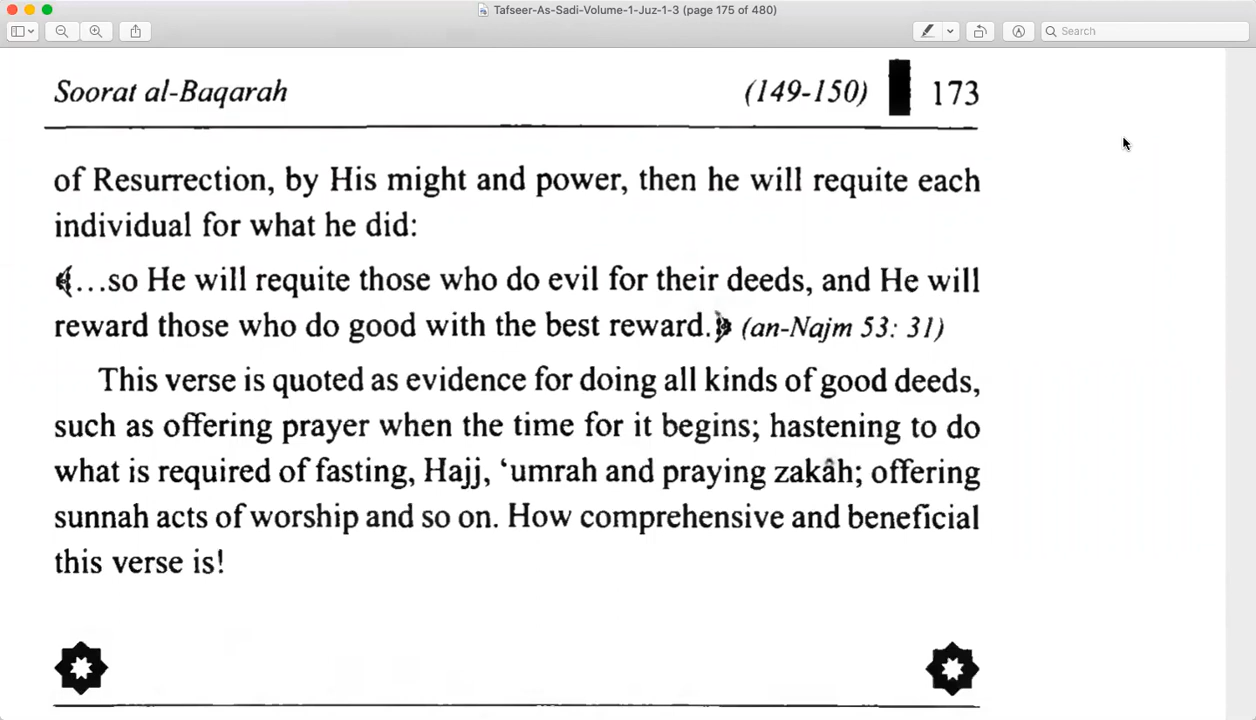 Tafseer-As-Sadi-Volume-1-Juz-1-3 (page 175 of 480)
Search
Soorat al-Baqarah (149-150) 173
of Resurrection, by His might and power, then he will requite each
individual for what he did:
﴾...so He will requite those who do evil for their deeds, and He will
reward those who do good with the best reward.﴿ (an-Najm 53: 31)
This verse is quoted as evidence for doing all kinds of good deeds,
such as offering prayer when the time for it begins; hastening to do
what is required of fasting, Hajj, ‘umrah and praying zakâh; offering
sunnah acts of worship and so on. How comprehensive and beneficial
this verse is!